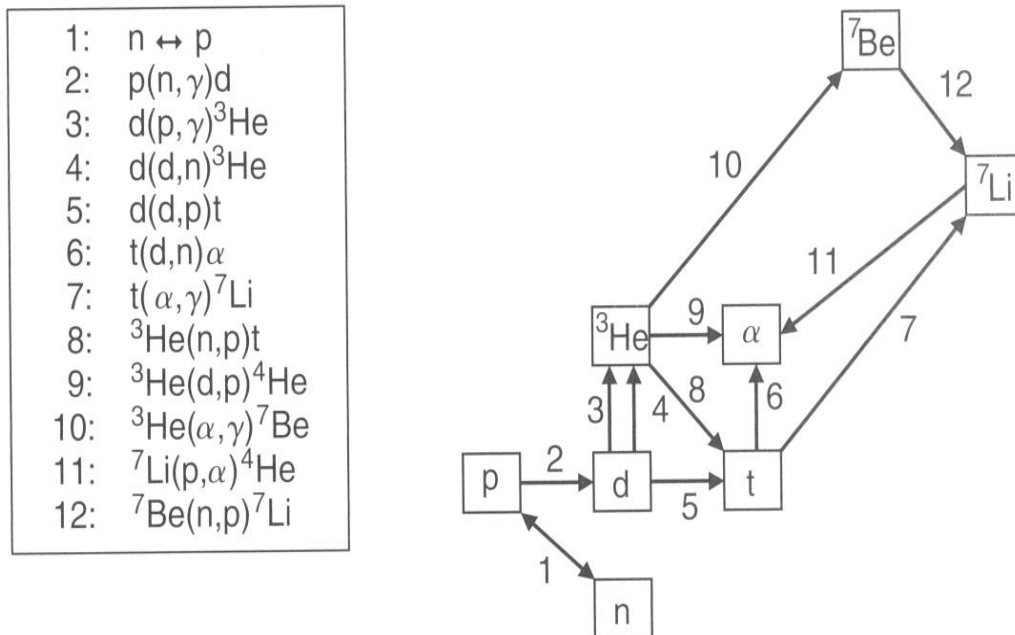 1: n ↔ p
2: p(n,γ)d
3: d(p,γ)³He
4: d(d,n)³He
5: d(d,p)t
6: t(d,n)α
7: t(α,γ)⁷Li
8: ³He(n,p)t
9: ³He(d,p)⁴He
10: ³He(α,γ)⁷Be
11: ⁷Li(p,α)⁴He
12: ⁷Be(n,p)⁷Li
⁷Be
12
10
⁷Li
11
³He
9
α
7
3
4
8
6
p
2
d
5
t
1
n